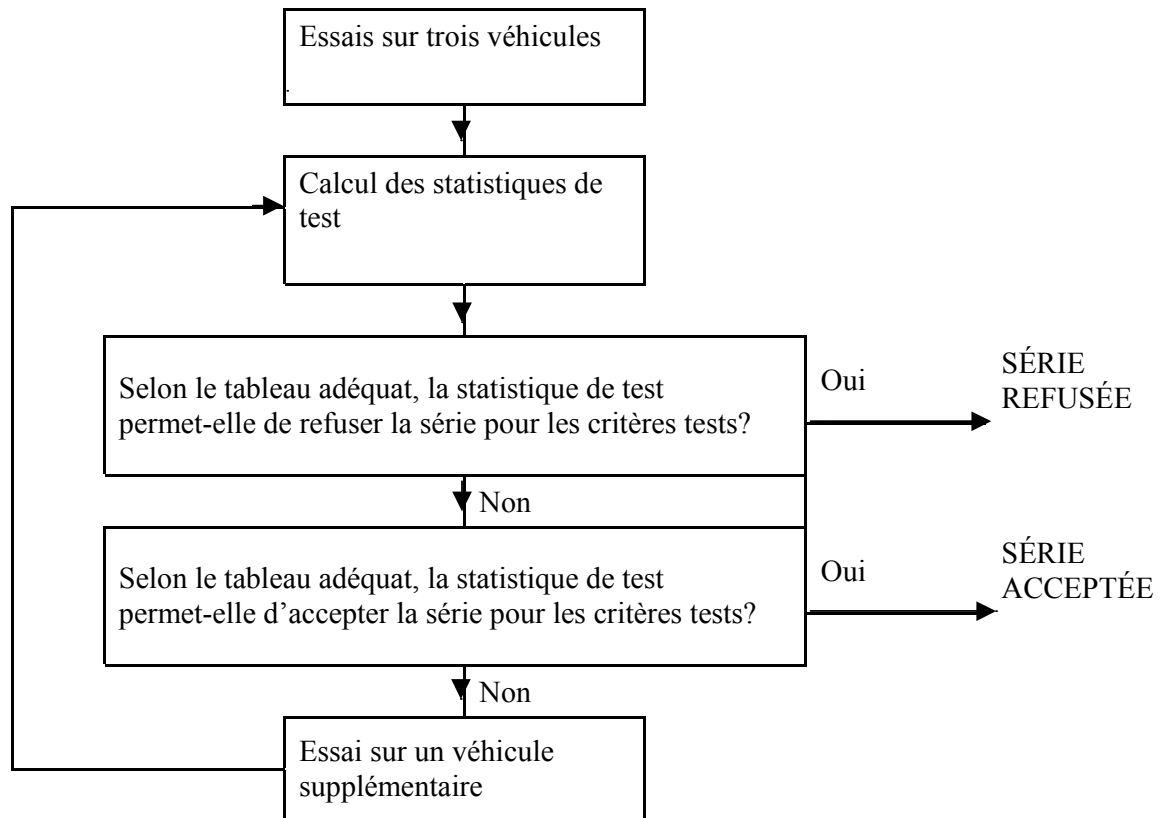 Essais sur trois véhicules
.
Calcul des statistiques de
test
Selon le tableau adéquat, la statistique de test
permet-elle de refuser la série pour les critères tests?
Oui
SÉRIE
REFUSÉE
Non
Selon le tableau adéquat, la statistique de test
permet-elle d’accepter la série pour les critères tests?
Oui
SÉRIE
ACCEPTÉE
Non
Essai sur un véhicule
supplémentaire